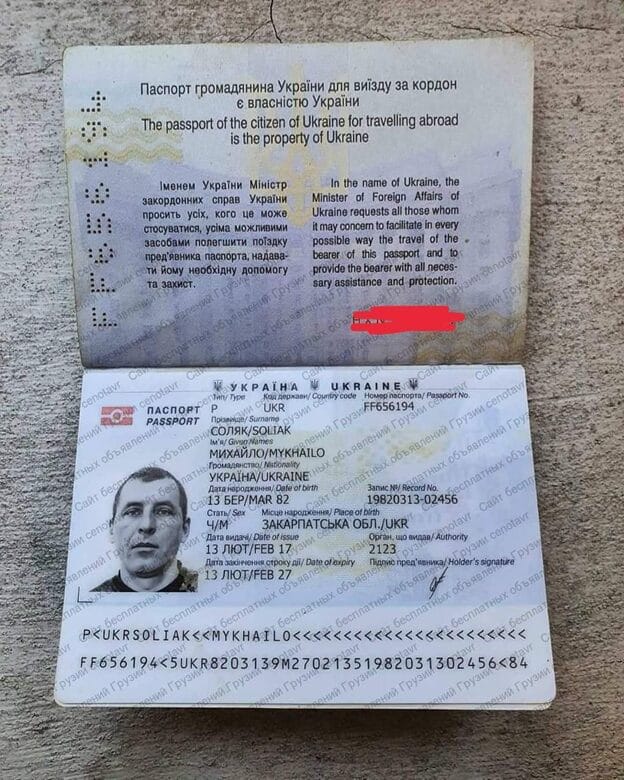 FF656194
Паспорт громадянина України для виїзду за кордон
є власністю України
The passport of the citizen of Ukraine for travelling abroad
is the property of Ukraine
Іменем України Міністр
закордонних справ України
просить усіх, кого це може
стосуватися, усіма можливими
засобами полегшити поїздку
пред'явника паспорта, надава-
ти йому необхідну допомогу
та захист.
In the name of Ukraine, the
Minister of Foreign Affairs of
Ukraine requests all those whom
it may concern to facilitate in every
possible way the travel of the
bearer of this passport and to
provide the bearer with all neces-
sary assistance and protection.
УКРАЇНА UKRAINE
ПАСПОРТ
PASSPORT
Тип/ Type Код держави/ Country code Номер паспорта/ Passport No.
P UKR FF656194
Прізвище/ Surname
СОЛЯК/SOLIAK
Ім'я/ Given Names
МИХАЙЛО/MYKHAILO
Громадянство/ Nationality
УКРАЇНА/UKRAINE
Дата народження/ Date of birth Запис №/ Record No.
13 БЕР/MAR 82 19820313-02456
Стать/ Sex Місце народження/ Place of birth
Ч/M ЗАКАРПАТСЬКА ОБЛ./UKR
Дата видачі/ Date of issue Орган, що видав/ Authority
13 ЛЮТ/FEB 17 2123
Дата закінчення строку дії/ Date of expiry Підпис пред'явника/ Holder's signature
13 ЛЮТ/FEB 27
P<UKRSOLIAK<<MYKHAILO<<<<<<<<<<<<<<<<<<<<<<<
FF656194<5UKR8203139M27021351982031302456<84
Сайт бесплатных объявлений Грузии cenotavr